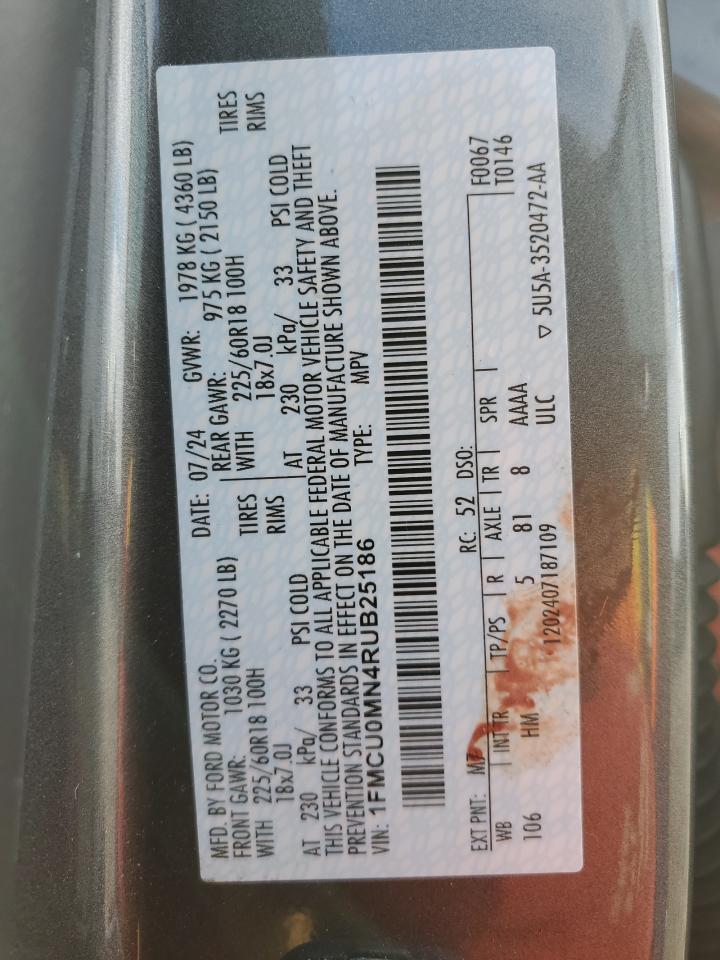 MFD. BY FORD MOTOR CO. DATE: 07/24 GVWR: 1978 KG ( 4360 LB)
FRONT GAWR: 1030 KG ( 2270 LB) REAR GAWR: 975 KG ( 2150 LB)
WITH 225/60R18 100H TIRES WITH 225/60R18 100H TIRES
18x7.0J RIMS 18x7.0J RIMS
AT 230 kPa/ 33 PSI COLD AT 230 kPa/ 33 PSI COLD
THIS VEHICLE CONFORMS TO ALL APPLICABLE FEDERAL MOTOR VEHICLE SAFETY AND THEFT
PREVENTION STANDARDS IN EFFECT ON THE DATE OF MANUFACTURE SHOWN ABOVE.
VIN: 1FMCU0MN4RUB25186 TYPE: MPV
EXT PNT: RC: 52 DSO: F0067
WB INT TR TP/PS R AXLE TR SPR T0146
106 HM 5 81 8 AAAA
*1202407187109 ULC ▽ 5U5A-3520472-AA